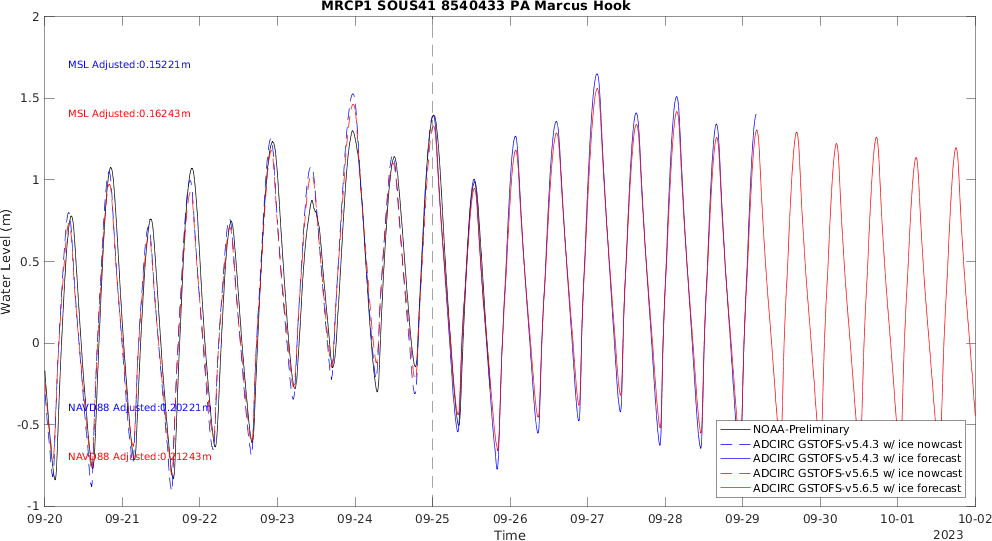 MRCP1 SOUS41 8540433 PA Marcus Hook
2
1.5
1
0.5
0
-0.5
-1
Water Level (m)
MSL Adjusted:0.15221m
MSL Adjusted:0.16243m
NAVD88 Adjusted:0.20221m
NAVD88 Adjusted:0.21243m
NOAA-Preliminary
ADCIRC GSTOFS-v5.4.3 w/ ice nowcast
ADCIRC GSTOFS-v5.4.3 w/ ice forecast
ADCIRC GSTOFS-v5.6.5 w/ ice nowcast
ADCIRC GSTOFS-v5.6.5 w/ ice forecast
09-20 09-21 09-22 09-23 09-24 09-25 09-26 09-27 09-28 09-29 09-30 10-01 10-02
Time
2023